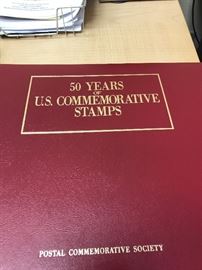 50 YEARS
OF
U.S. COMMEMORATIVE
STAMPS
POSTAL COMMEMORATIVE SOCIETY